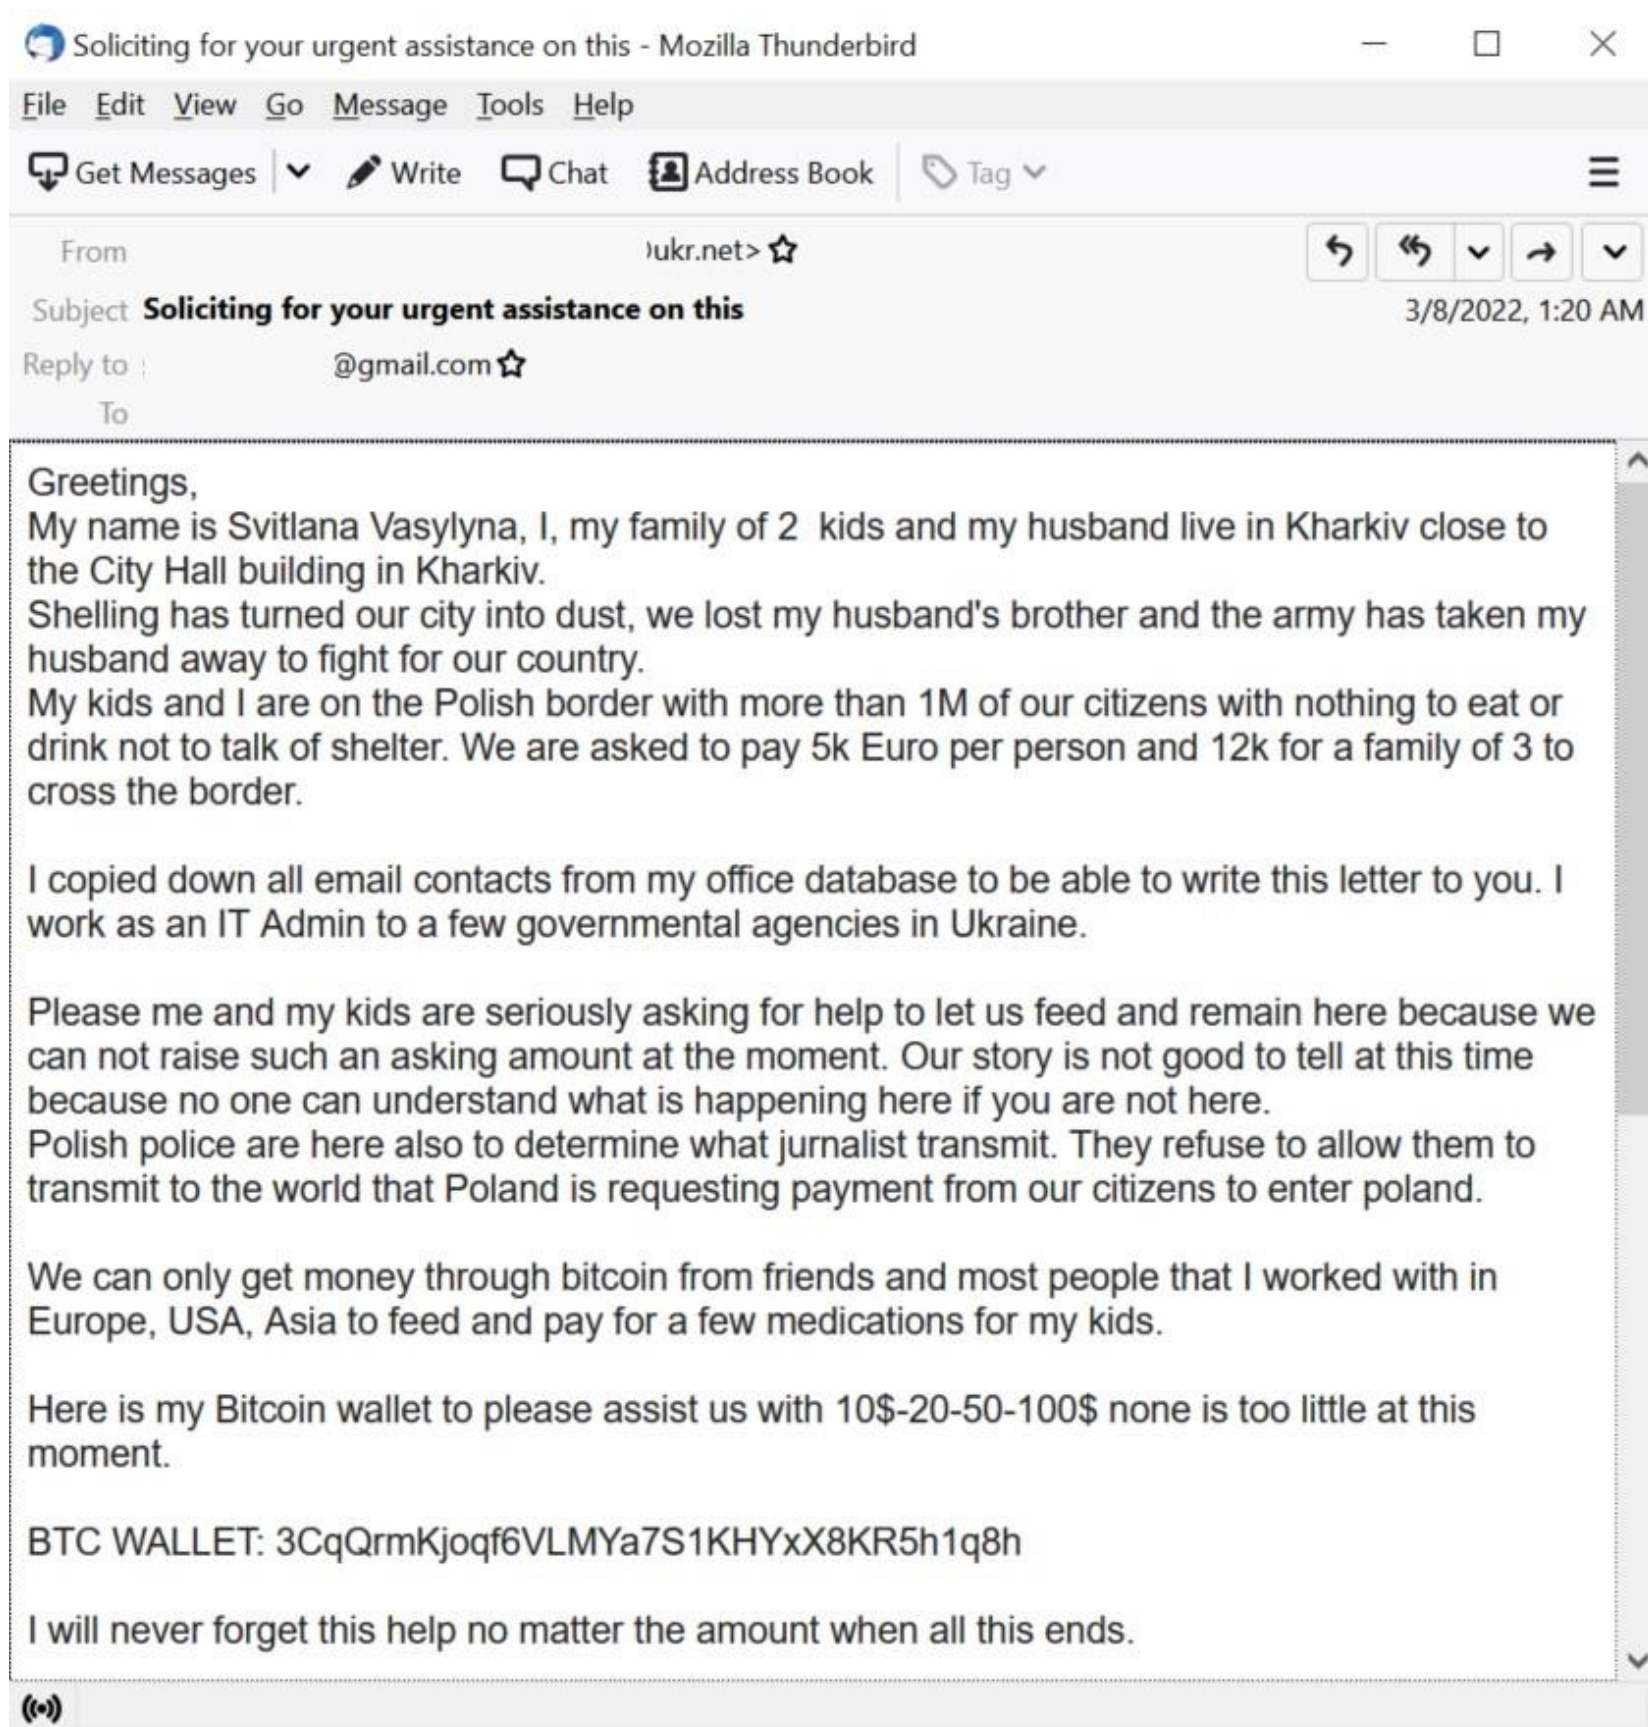 Soliciting for your urgent assistance on this - Mozilla Thunderbird
File Edit View Go Message Tools Help
Get Messages Write Chat Address Book Tag
From ukr.net>
Subject Soliciting for your urgent assistance on this 3/8/2022, 1:20 AM
Reply to @gmail.com
To
Greetings,
My name is Svitlana Vasylyna, I, my family of 2 kids and my husband live in Kharkiv close to
the City Hall building in Kharkiv.
Shelling has turned our city into dust, we lost my husband's brother and the army has taken my
husband away to fight for our country.
My kids and I are on the Polish border with more than 1M of our citizens with nothing to eat or
drink not to talk of shelter. We are asked to pay 5k Euro per person and 12k for a family of 3 to
cross the border.
I copied down all email contacts from my office database to be able to write this letter to you. I
work as an IT Admin to a few governmental agencies in Ukraine.
Please me and my kids are seriously asking for help to let us feed and remain here because we
can not raise such an asking amount at the moment. Our story is not good to tell at this time
because no one can understand what is happening here if you are not here.
Polish police are here also to determine what jurnalist transmit. They refuse to allow them to
transmit to the world that Poland is requesting payment from our citizens to enter poland.
We can only get money through bitcoin from friends and most people that I worked with in
Europe, USA, Asia to feed and pay for a few medications for my kids.
Here is my Bitcoin wallet to please assist us with 10$-20-50-100$ none is too little at this
moment.
BTC WALLET: 3CqQrmKjoqf6VLMYa7S1KHYxX8KR5h1q8h
I will never forget this help no matter the amount when all this ends.